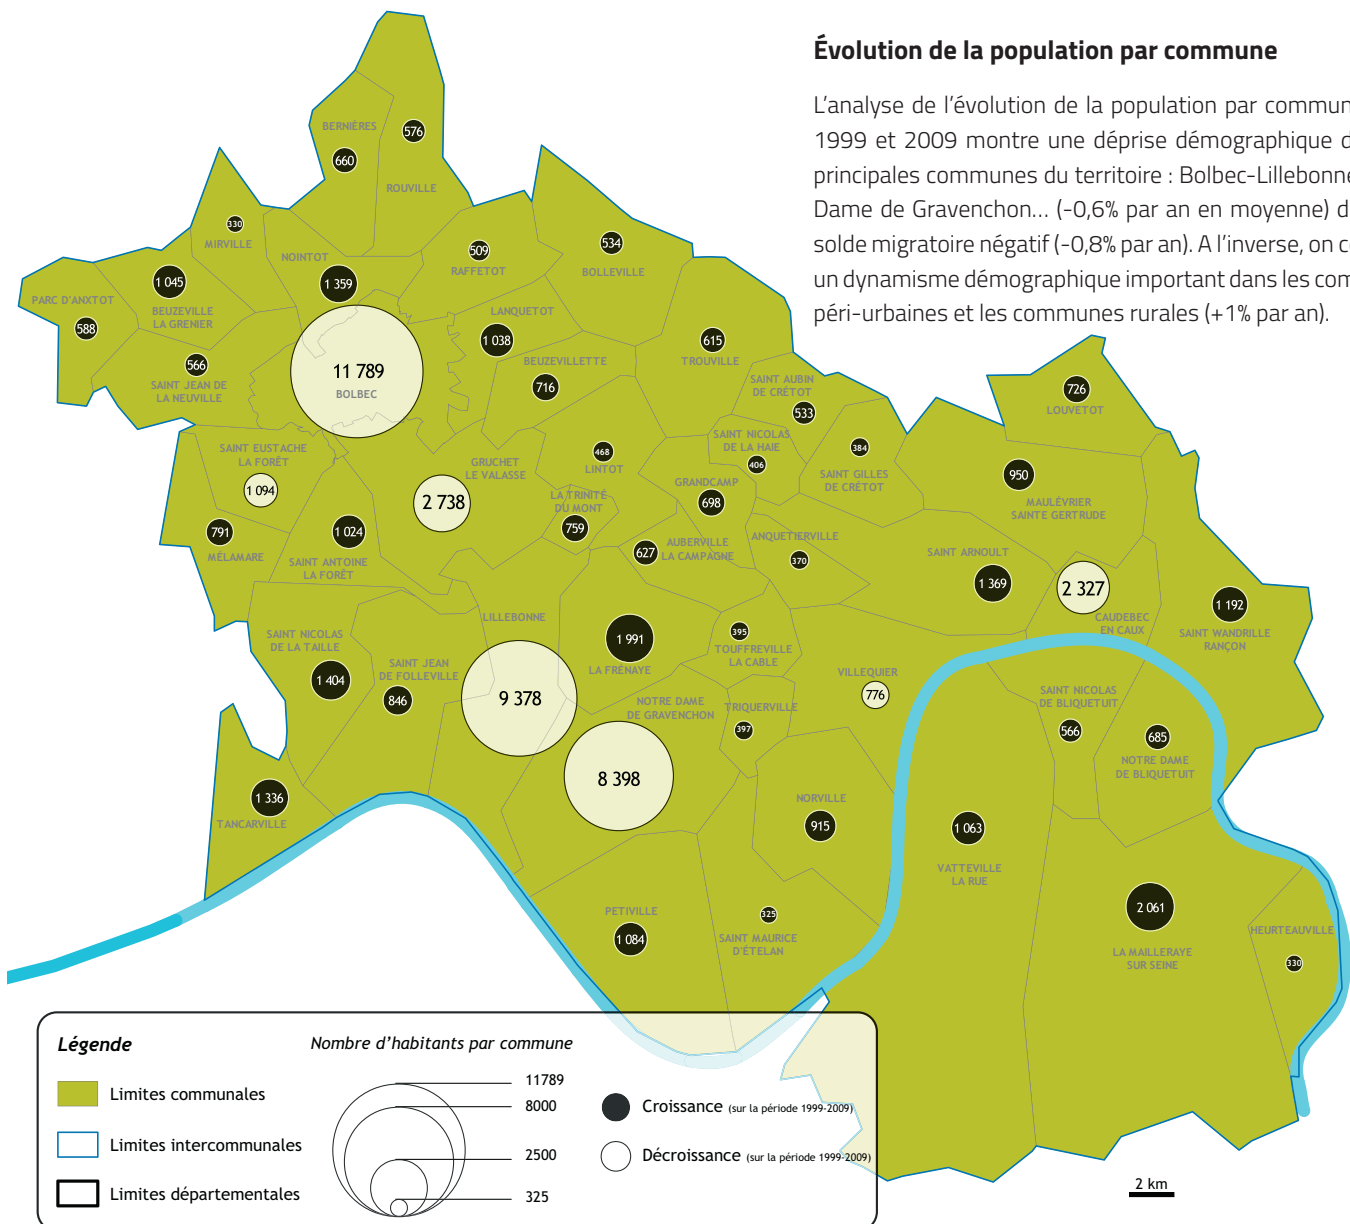 Évolution de la population par commune
L'analyse de l'évolution de la population par commun
1999 et 2009 montre une déprise démographique d
principales communes du territoire : Bolbec-Lillebonne
Dame de Gravenchon... (-0,6% par an en moyenne) d
solde migratoire négatif (-0,8% par an). A l'inverse, on c
un dynamisme démographique important dans les com
péri-urbaines et les communes rurales (+1% par an).
BERNIÈRES
660
576
ROUVILLE
330
MIRVILLE
NOINTOT
1 359
509
RAFFETOT
534
BOLLEVILLE
PARC D'ANXTOT
588
1 045
BEUZEVILLE
LA GRENIER
566
SAINT JEAN DE
LA NEUVILLE
11 789
BOLBEC
LANQUETOT
1 038
BEUZEVILLETTE
716
615
TROUVILLE
SAINT AUBIN
DE CRÉTOT
533
726
LOUVETOT
SAINT EUSTACHE
LA FORÊT
1 094
GRUCHET
LE VALASSE
2 738
468
LINTOT
SAINT NICOLAS
DE LA HAIE
406
384
SAINT GILLES
DE CRÉTOT
950
MAULÉVRIER
SAINTE GERTRUDE
791
MÉLAMARE
1 024
SAINT ANTOINE
LA FORÊT
LA TRINITÉ
DU MONT
759
GRANDCAMP
698
627
AUBERVILLE
LA CAMPAGNE
ANQUETIERVILLE
370
SAINT ARNOULT
1 369
2 327
CAUDEBEC
EN CAUX
1 192
SAINT WANDRILLE
RANÇON
SAINT NICOLAS
DE LA TAILLE
1 404
SAINT JEAN
DE FOLLEVILLE
846
LILLEBONNE
9 378
1 991
LA FRÉNAYE
395
TOUFFREVILLE
LA CABLE
VILLEQUIER
776
NOTRE DAME
DE GRAVENCHON
8 398
TRIQUERVILLE
397
SAINT NICOLAS
DE BLIQUETUIT
566
685
NOTRE DAME
DE BLIQUETUIT
1 336
TANCARVILLE
NORVILLE
915
1 063
VATTEVILLE
LA RUE
PETIVILLE
1 084
325
SAINT MAURICE
D'ÉTELAN
2 061
LA MAILLERAYE
SUR SEINE
HEURTEAUVILLE
330
Légende
Limites communales
Limites intercommunales
Limites départementales
Nombre d'habitants par commune
11789
8000
2500
325
Croissance (sur la période 1999-2009)
Décroissance (sur la période 1999-2009)
2 km